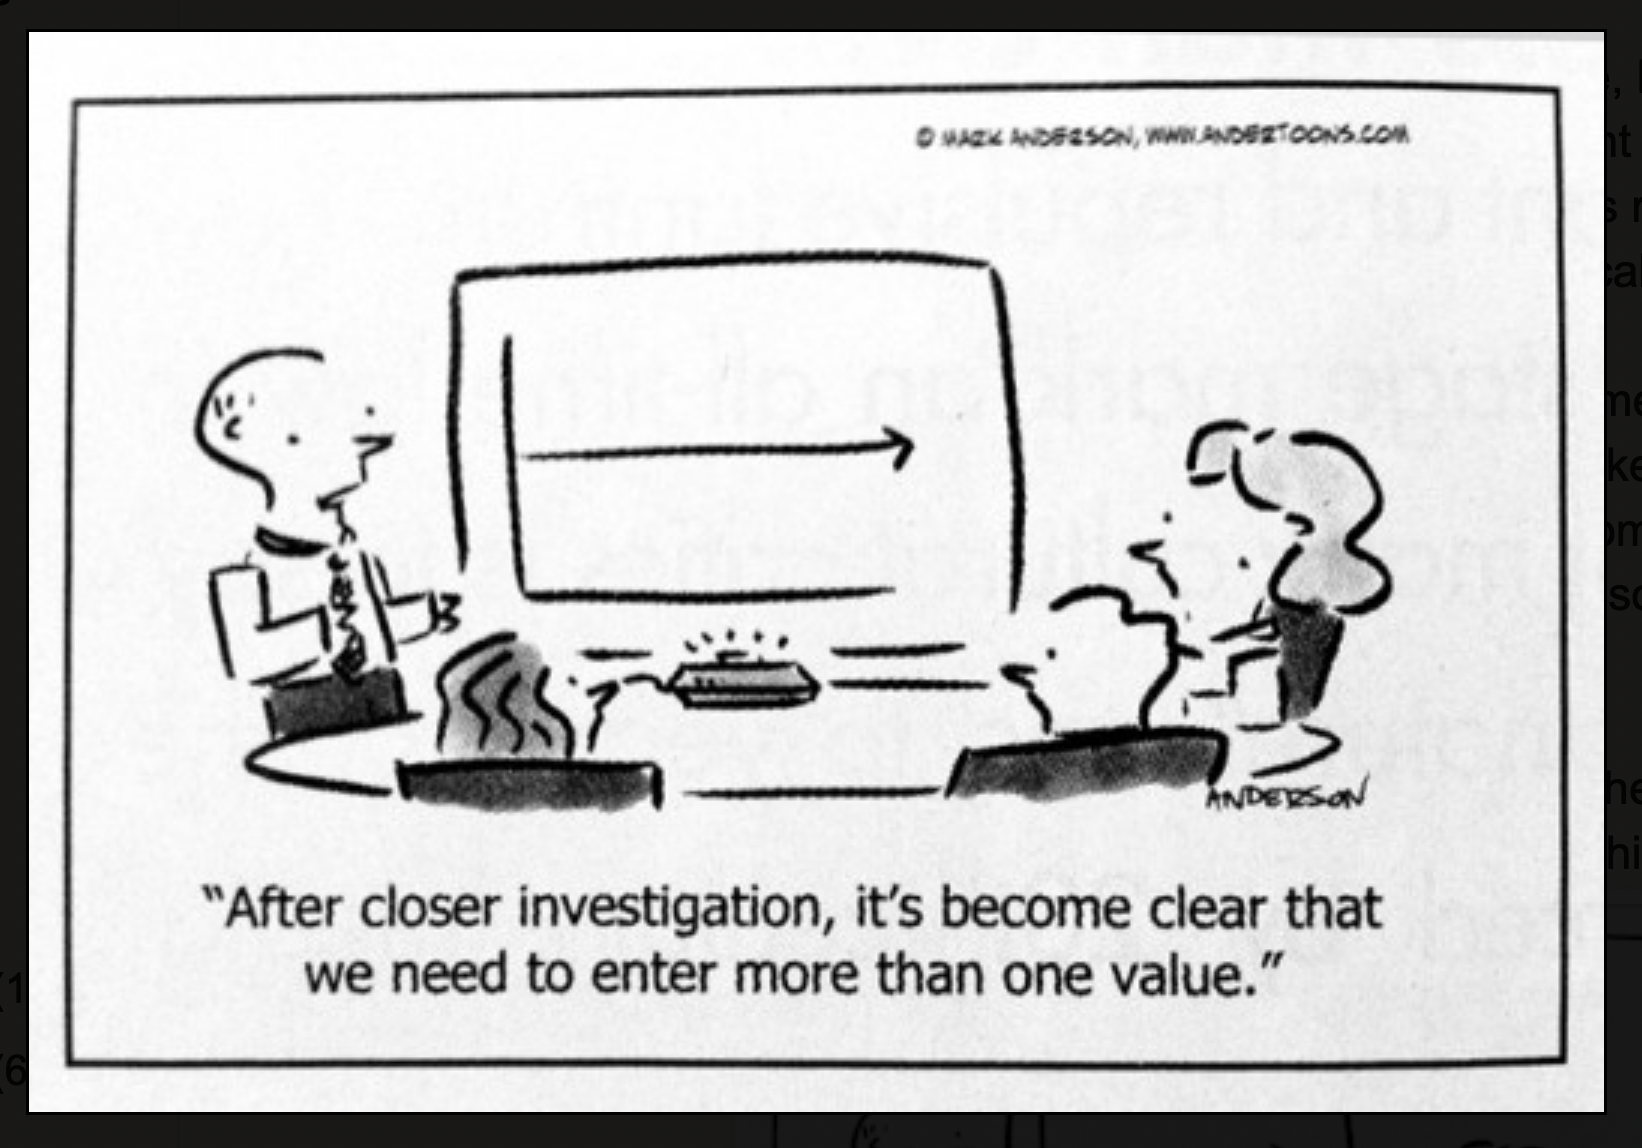 © MARK ANDERSON, WWW.ANDERTOONS.COM
ANDERSON
“After closer investigation, it’s become clear that
we need to enter more than one value.”